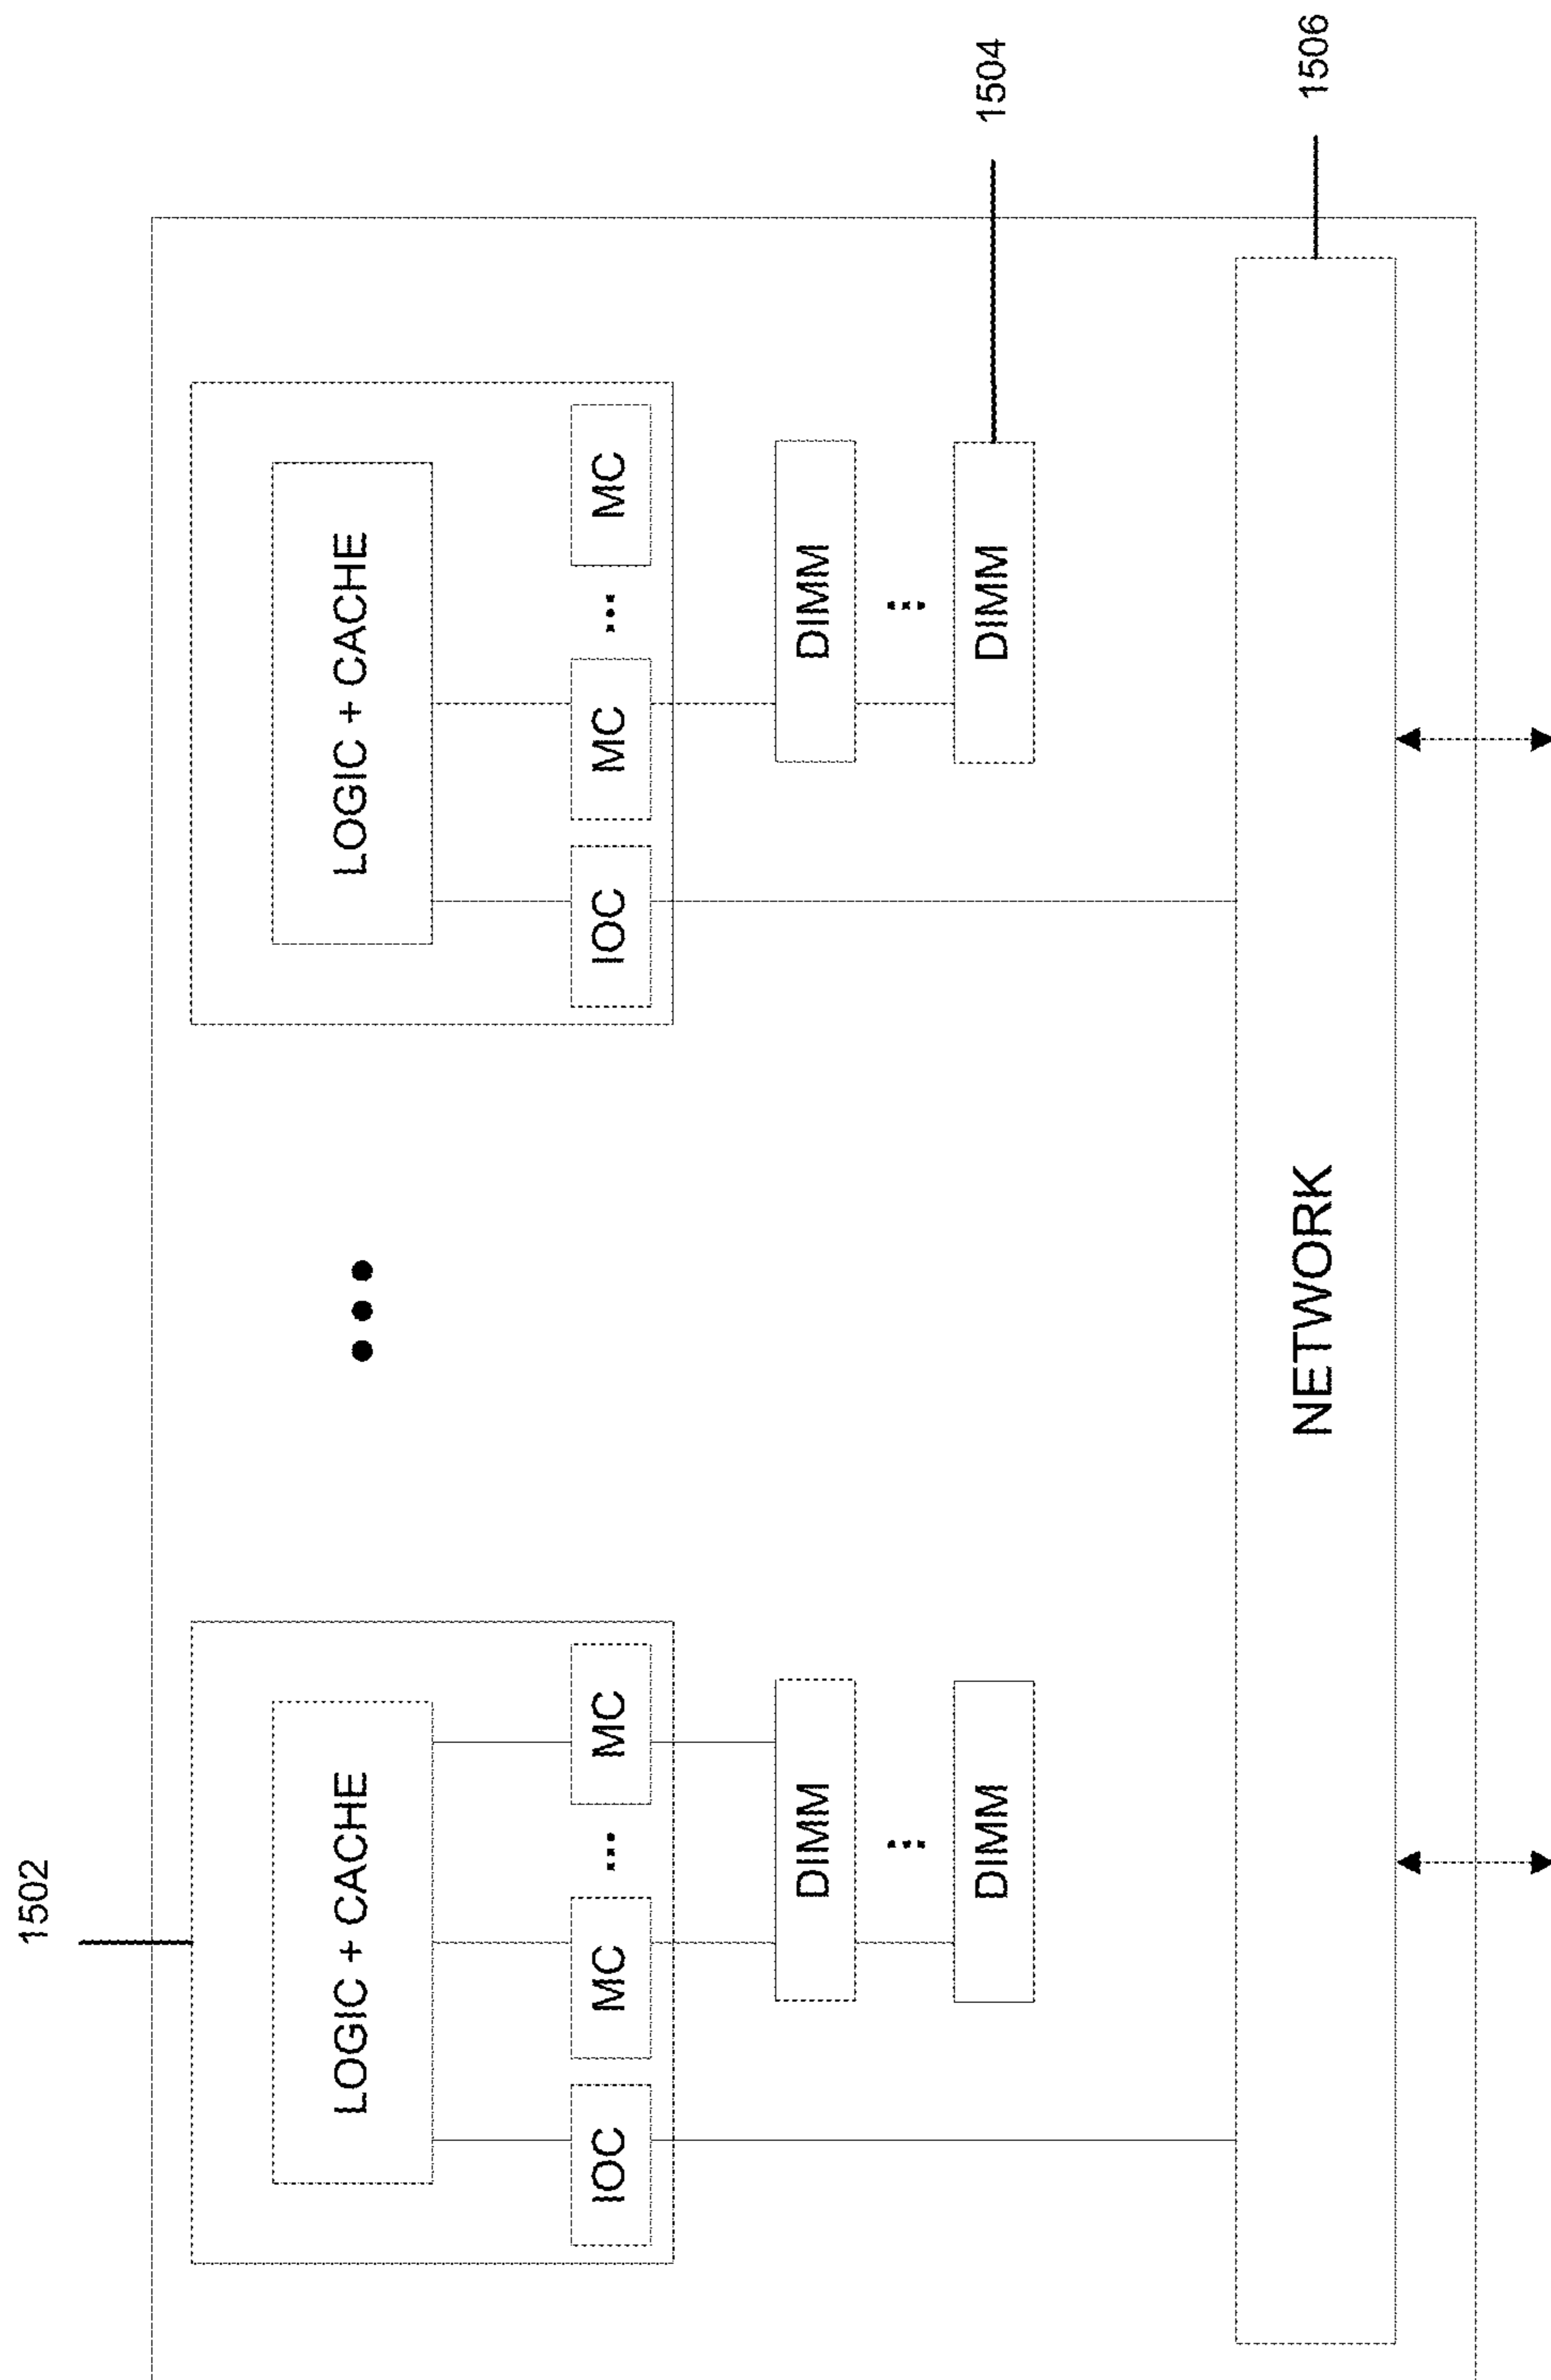 1502
LOGIC + CACHE
LOGIC + CACHE
IOC
MC
MC
IOC
MC
MC
DIMM
DIMM
DIMM
DIMM
1504
NETWORK
1506